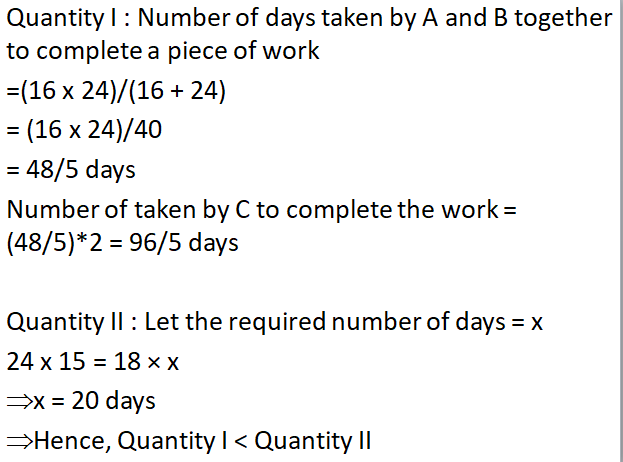 Quantity I : Number of days taken by A and B together
to complete a piece of work
=(16 x 24)/(16 + 24)
= (16 x 24)/40
= 48/5 days
Number of taken by C to complete the work =
(48/5)*2 = 96/5 days
Quantity II : Let the required number of days = x
24 x 15 = 18 × x
⇒x = 20 days
⇒Hence, Quantity I < Quantity II